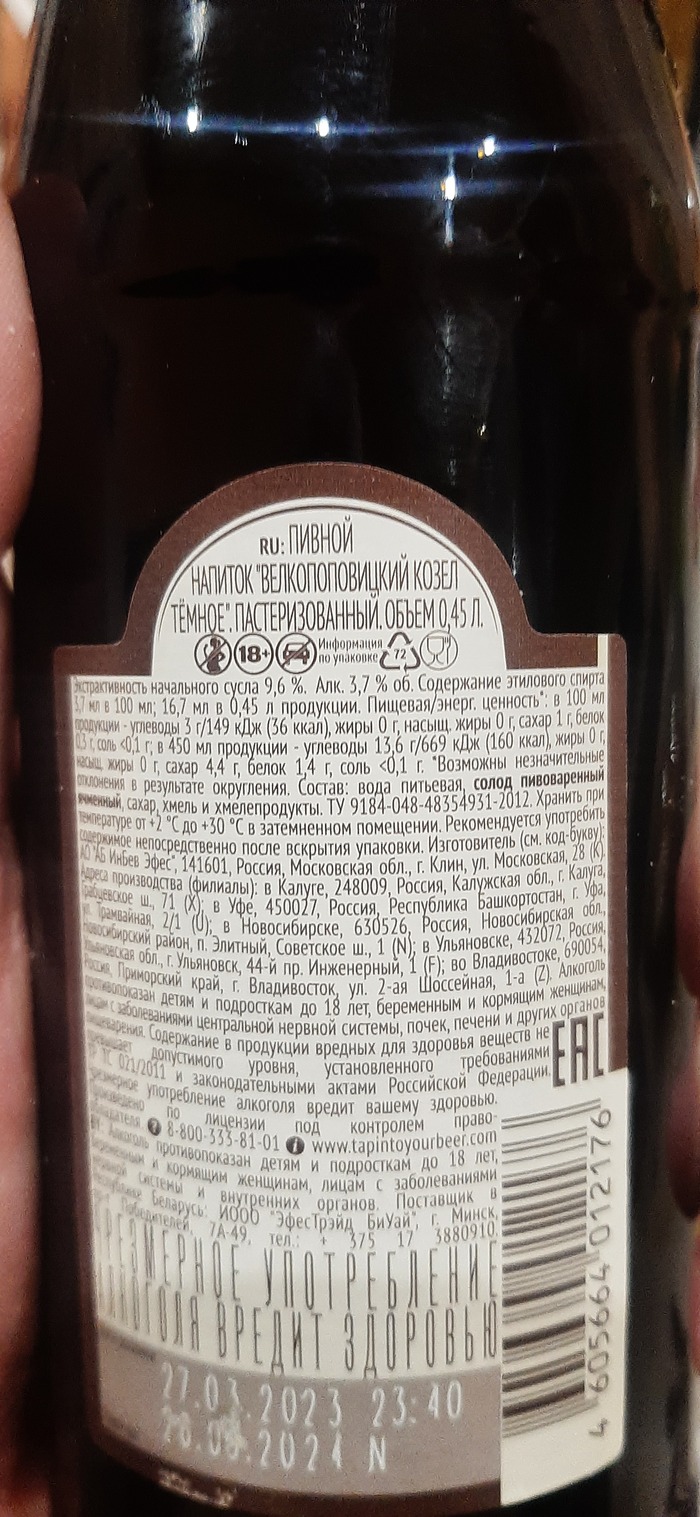 RU: ПИВНОЙ
НАПИТОК "ВЕЛКОПОПОВИЦКИЙ КОЗЕЛ
ТЁМНОЕ". ПАСТЕРИЗОВАННЫЙ. ОБЪЕМ 0,45 Л.
18+ Информация
по упаковке 72
Экстрактивность начального сусла 9,6 %. Алк. 3,7 % об. Содержание этилового спирта
3,7 мл в 100 мл; 16,7 мл в 0,45 л продукции. Пищевая/энерг. ценность*: в 100 мл
продукции - углеводы 3 г/149 кДж (36 ккал), жиры 0 г, насыщ. жиры 0 г, сахар 1 г, белок
0,3 г, соль <0,1 г; в 450 мл продукции - углеводы 13,6 г/669 кДж (160 ккал), жиры 0 г,
насыщ. жиры 0 г, сахар 4,4 г, белок 1,4 г, соль <0,1 г. *Возможны незначительные
отклонения в результате округления. Состав: вода питьевая, солод пивоваренный
ячменный, сахар, хмель и хмелепродукты. ТУ 9184-048-48354931-2012. Хранить при
температуре от +2 °С до +30 °С в затемненном помещении. Рекомендуется употребить
содержимое непосредственно после вскрытия упаковки. Изготовитель (см. код-букву):
АО "АБ ИнБев Эфес", 141601, Россия, Московская обл., г. Клин, ул. Московская, 28 (K).
Адреса производства (филиалы): в Калуге, 248009, Россия, Калужская обл., г. Калуга,
Грабцевское ш., 71 (X); в Уфе, 450027, Россия, Республика Башкортостан, г. Уфа,
ул. Трамвайная, 2/1 (U); в Новосибирске, 630526, Россия, Новосибирская обл.,
Новосибирский район, п. Элитный, Советское ш., 1 (N); в Ульяновске, 432072, Россия,
Ульяновская обл., г. Ульяновск, 44-й пр. Инженерный, 1 (F); во Владивостоке, 690054,
Россия, Приморский край, г. Владивосток, ул. 2-ая Шоссейная, 1-а (Z). Алкоголь
противопоказан детям и подросткам до 18 лет, беременным и кормящим женщинам,
лицам с заболеваниями центральной нервной системы, почек, печени и других органов
пищеварения. Содержание в продукции вредных для здоровья веществ не
превышает допустимого уровня, установленного требованиями
ТР ТС 021/2011 и законодательными актами Российской Федерации.
EAC
Чрезмерное употребление алкоголя вредит вашему здоровью.
Произведено по лицензии под контролем право-
обладателя. 8-800-333-81-01 www.tapintoyourbeer.com
BY: Алкоголь противопоказан детям и подросткам до 18 лет,
беременным и кормящим женщинам, лицам с заболеваниями
нервной системы и внутренних органов. Поставщик в
Республике Беларусь: ИООО "ЭфесТрэйд БиУай", г. Минск,
Победителей, 7А-49, тел.: + 375 17 3880910.
ЧРЕЗМЕРНОЕ УПОТРЕБЛЕНИЕ
АЛКОГОЛЯ ВРЕДИТ ЗДОРОВЬЮ
27.03.2023 23:40
2024 N
4 605664 012176